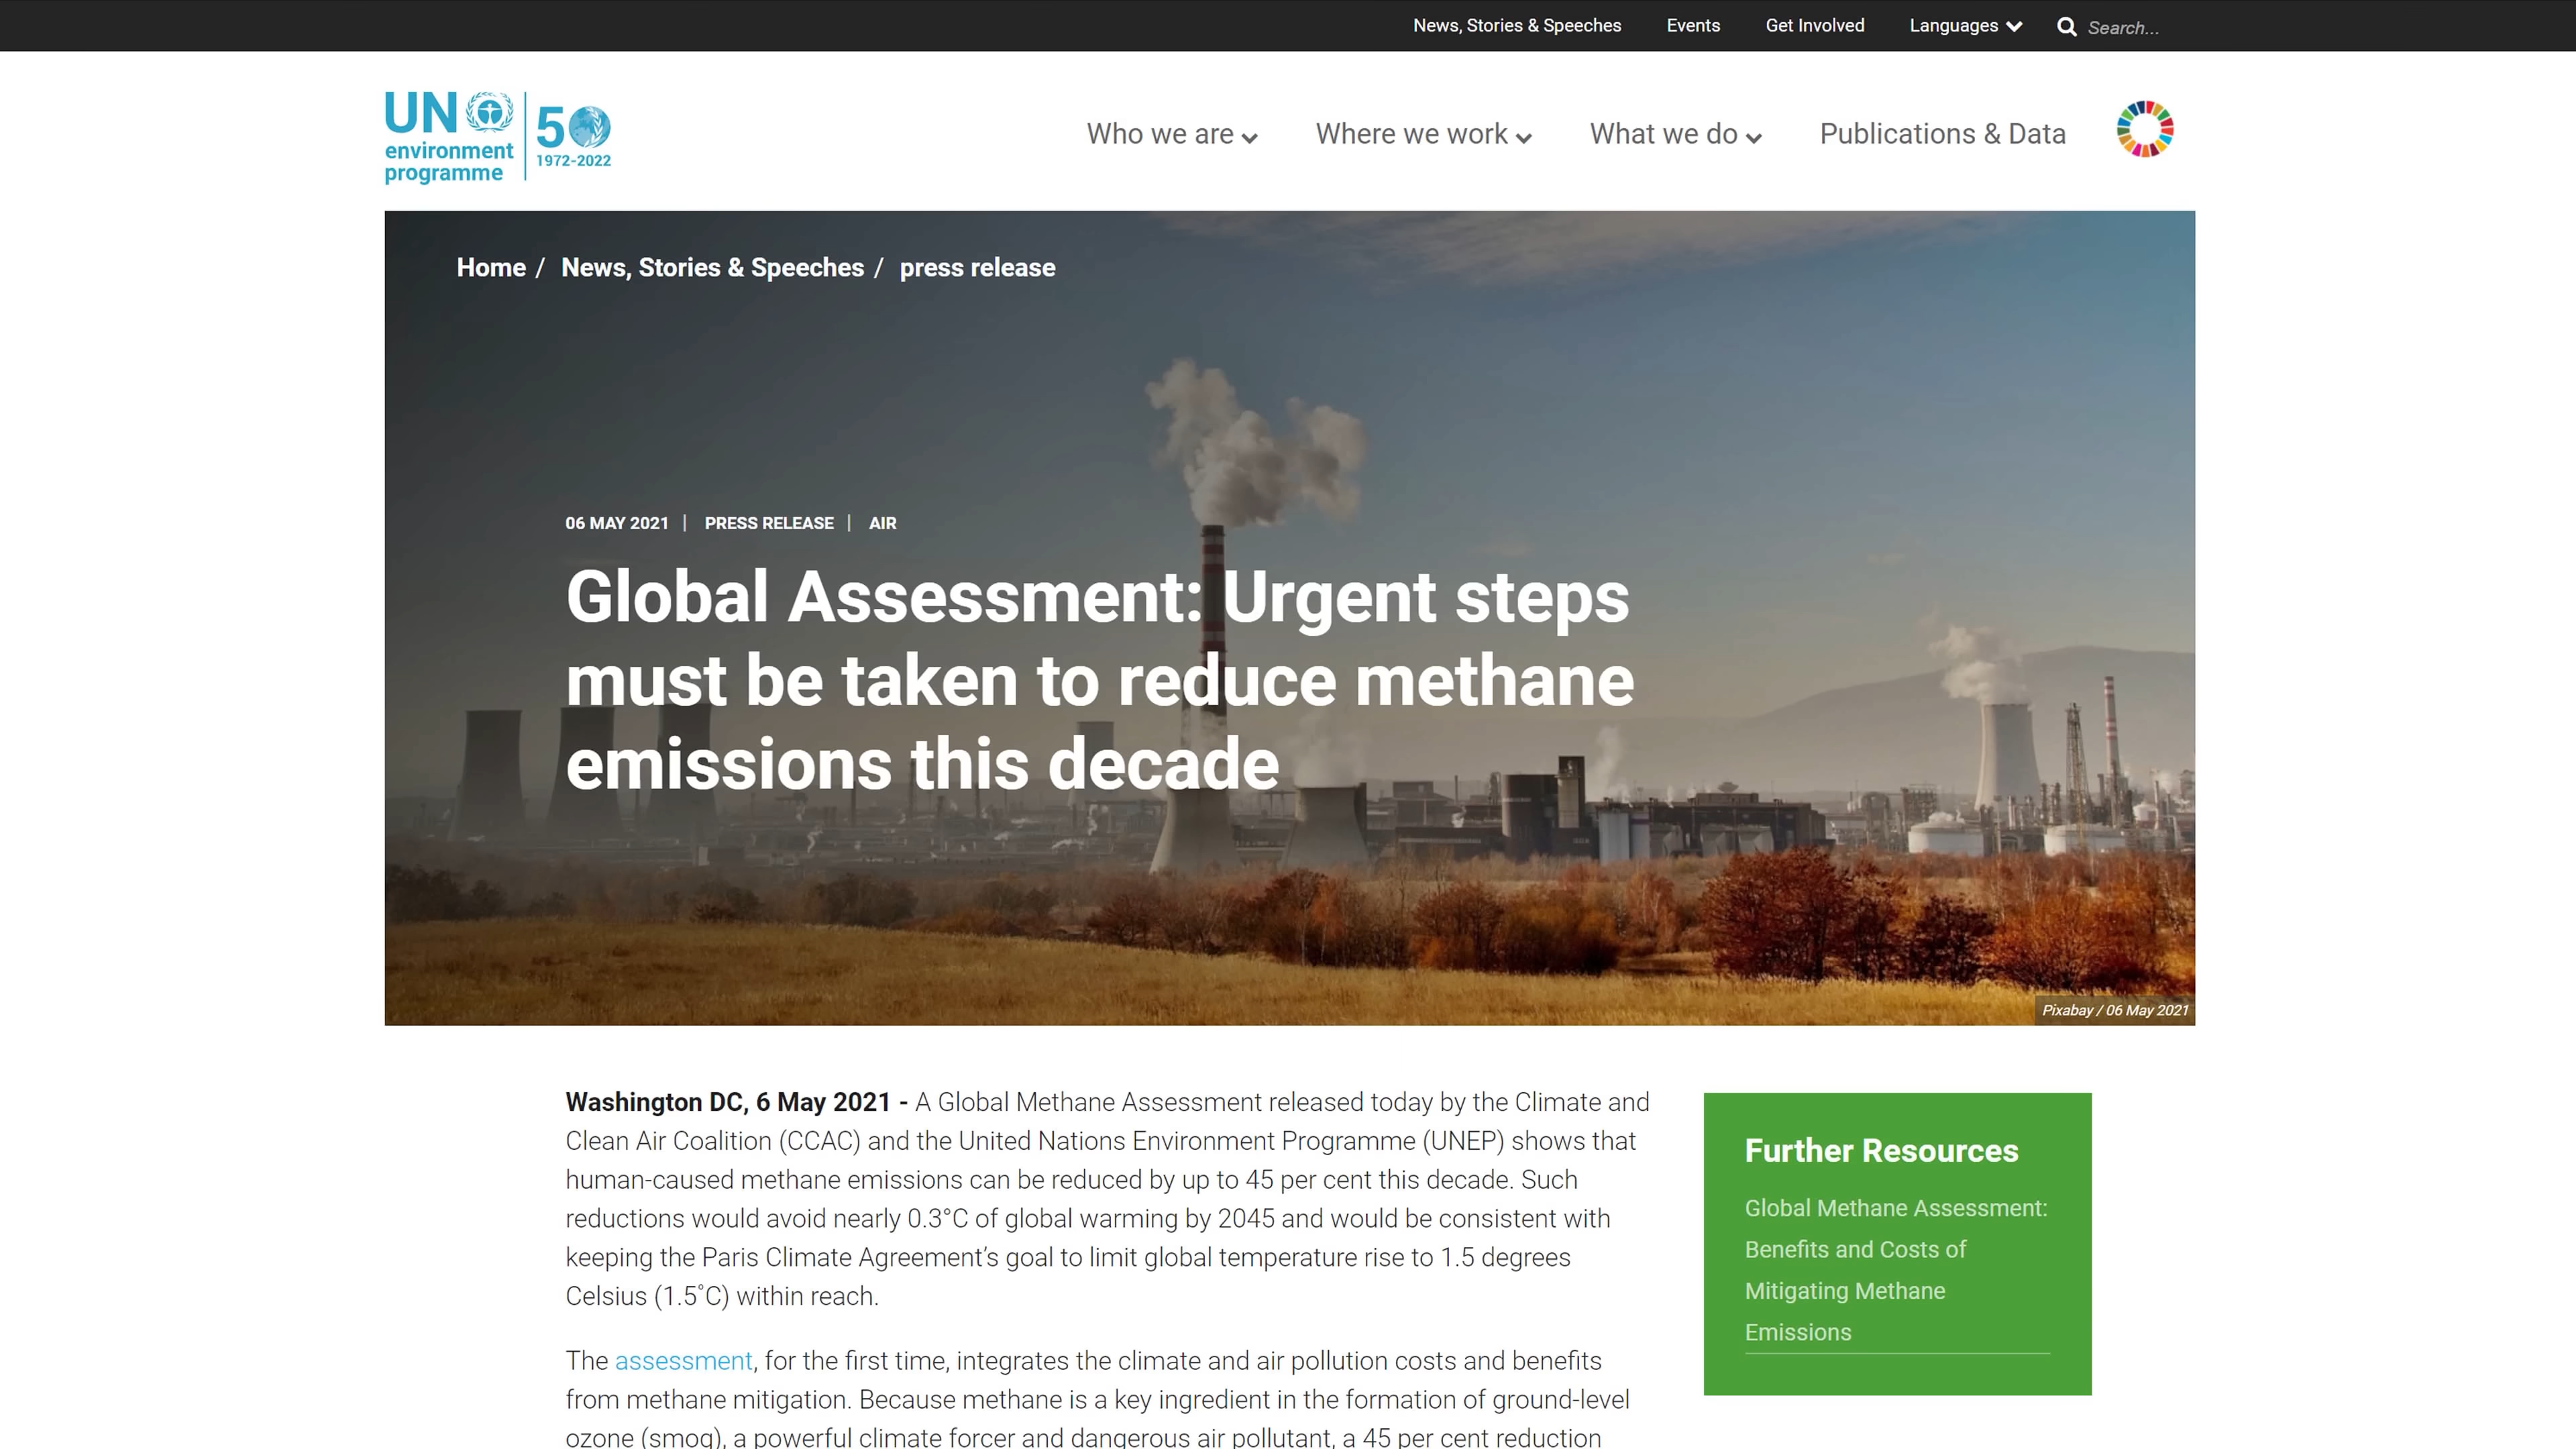 News, Stories & Speeches Events Get Involved Languages Search...
UN environment programme 50 1972-2022
Who we are Where we work What we do Publications & Data
Home / News, Stories & Speeches / press release
06 MAY 2021 | PRESS RELEASE | AIR
Global Assessment: Urgent steps
must be taken to reduce methane
emissions this decade
Pixabay / 06 May 2021
Washington DC, 6 May 2021 - A Global Methane Assessment released today by the Climate and
Clean Air Coalition (CCAC) and the United Nations Environment Programme (UNEP) shows that
human-caused methane emissions can be reduced by up to 45 per cent this decade. Such
reductions would avoid nearly 0.3°C of global warming by 2045 and would be consistent with
keeping the Paris Climate Agreement’s goal to limit global temperature rise to 1.5 degrees
Celsius (1.5˚C) within reach.
The assessment, for the first time, integrates the climate and air pollution costs and benefits
from methane mitigation. Because methane is a key ingredient in the formation of ground-level
ozone (smog), a powerful climate forcer and dangerous air pollutant, a 45 per cent reduction
Further Resources
Global Methane Assessment:
Benefits and Costs of
Mitigating Methane
Emissions